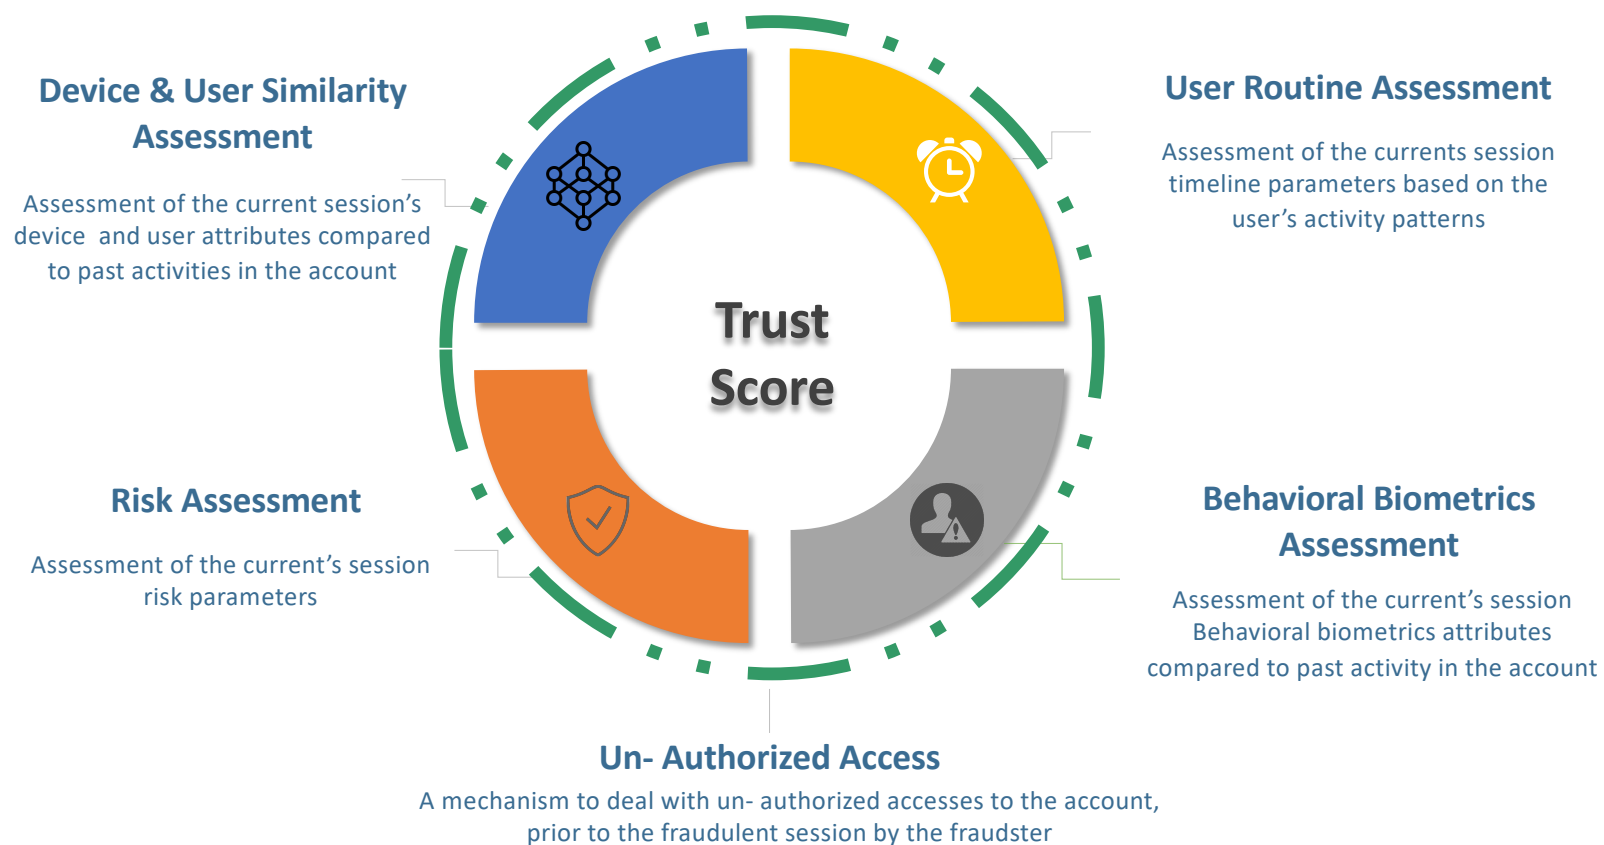 Device & User Similarity
Assessment
Assessment of the current session’s
device and user attributes compared
to past activities in the account
User Routine Assessment
Assessment of the currents session
timeline parameters based on the
user’s activity patterns
Trust
Score
Risk Assessment
Assessment of the current’s session
risk parameters
Behavioral Biometrics
Assessment
Assessment of the current’s session
Behavioral biometrics attributes
compared to past activity in the account
Un- Authorized Access
A mechanism to deal with un- authorized accesses to the account,
prior to the fraudulent session by the fraudster